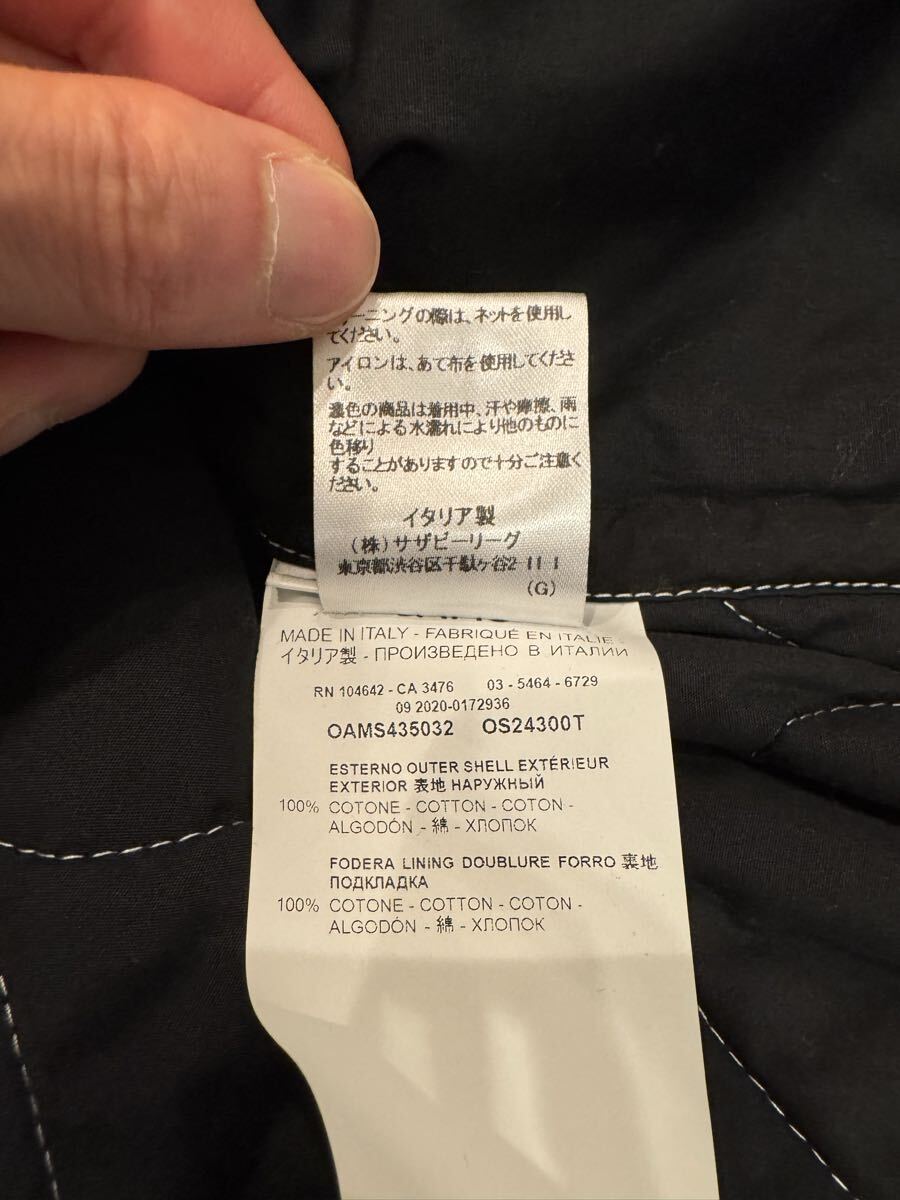 ーニングの際は、ネットを使用し
てください。
アイロンは、あて布を使用してくださ
い。
濃色の商品は着用中、汗や摩擦、雨
などによる水濡れにより他のものに
色移り
することがありますので十分ご注意く
ださい。
イタリア製
(株)サザビーリーグ
東京都渋谷区千駄ヶ谷2-11-1
(G)
MADE IN ITALY - FABRIQUÉ EN ITALIE
イタリア製 - ПРОИЗВЕДЕНО В ИТАЛИИ
RN 104642 - CA 3476 03 - 5464 - 6729
09 2020-0172936
OAMS435032 OS24300T
ESTERNO OUTER SHELL EXTÉRIEUR
EXTERIOR 表地 НАРУЖНЫЙ
100% COTONE - COTTON - COTON -
ALGODÓN - 綿 - ХЛОПОК
FODERA LINING DOUBLURE FORRO 裏地
ПОДКЛАДКА
100% COTONE - COTTON - COTON -
ALGODÓN - 綿 - ХЛОПОК